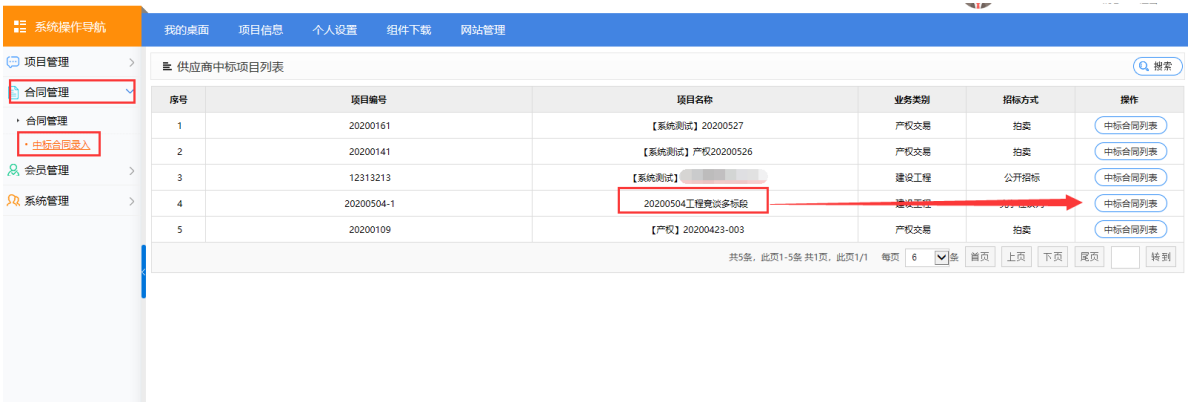 系统操作导航
我的桌面 项目信息 个人设置 组件下载 网站管理
项目管理
合同管理
合同管理
中标合同录入
会员管理
系统管理
供应商中标项目列表 搜索
序号 项目编号 项目名称 业务类别 招标方式 操作
1 20200161 【系统测试】20200527 产权交易 拍卖 中标合同列表
2 20200141 【系统测试】产权20200526 产权交易 拍卖 中标合同列表
3 12313213 【系统测试】 建设工程 公开招标 中标合同列表
4 20200504-1 20200504工程竞谈多标段 建设工程 中标合同列表
5 20200109 【产权】20200423-003 产权交易 拍卖 中标合同列表
共5条, 此页1-5条 共1页, 此页1/1 每页 6 条 首页 上页 下页 尾页 转到